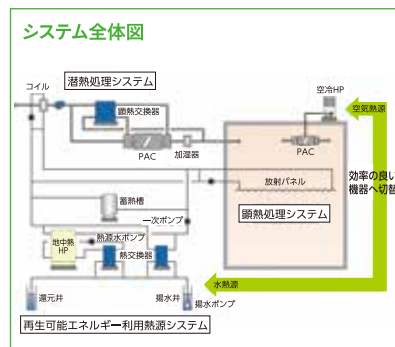 システム全体図
潜熱処理システム
コイル
顕熱交換器
PAC
加湿器
空冷HP
空気熱源
PAC
効率の良い
機器へ切替
放射パネル
顕熱処理システム
蓄熱槽
一次ポンプ
地中熱
HP
熱源水ポンプ
熱交換器
水熱源
還元井
揚水井
揚水ポンプ
再生可能エネルギー利用熱源システム